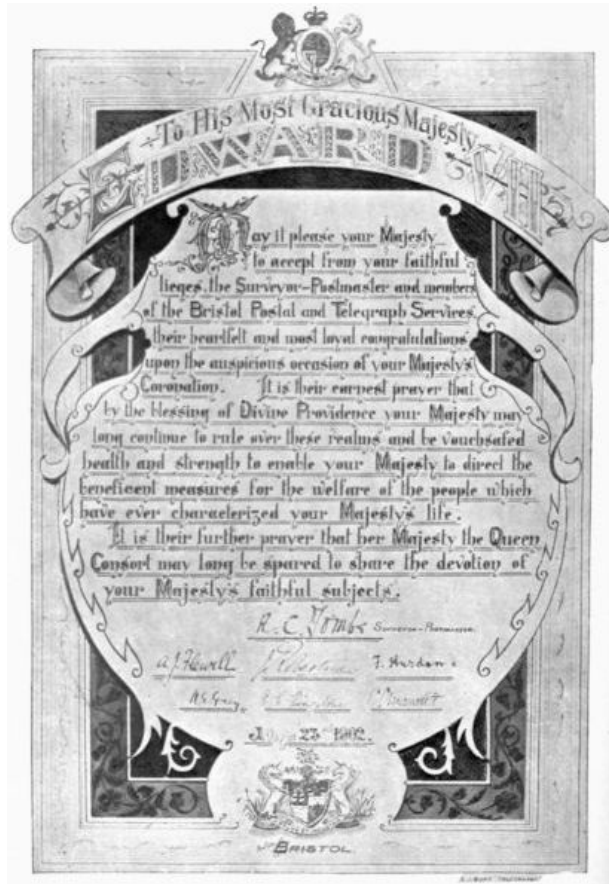 To His Most Gracious Majesty
EDWARD VII
May it please your Majesty
to accept from your faithful
lieges, the Surveyor-Postmaster and members
of the Bristol Postal and Telegraph Services
their heartfelt and most loyal congratulations
upon the auspicious occasion of your Majesty's
Coronation. It is their earnest prayer that
by the blessing of Divine Providence your Majesty may
long continue to rule over these realms and be vouchsafed
health and strength to enable your Majesty to direct the
beneficent measures for the welfare of the people which
have ever characterized your Majesty's life.
It is their further prayer that her Majesty the Queen
Consort may long be spared to share the devotion of
your Majesty's faithful subjects.
R. C. Tombs Surveyor-Postmaster.
A. J. Flewell
23rd 1902.
BRISTOL.